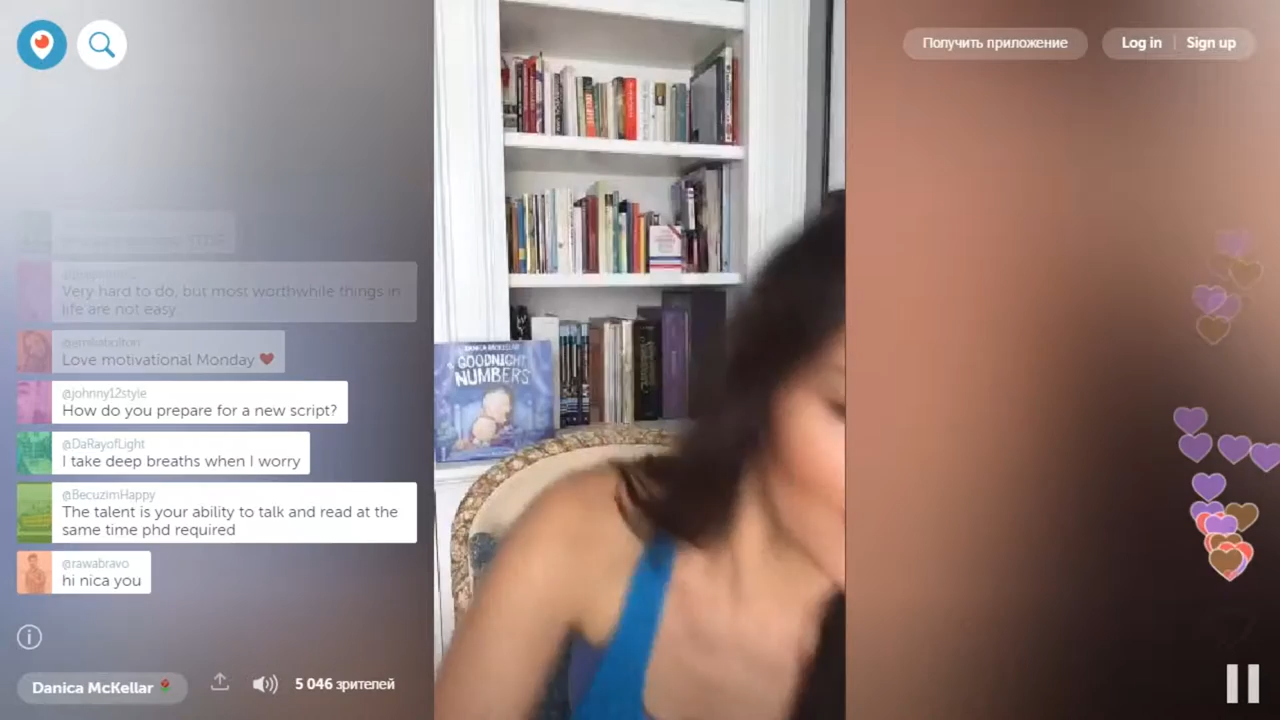 Получить приложение
Log in
Sign up
Very hard to do, but most worthwhile things in
life are not easy
@emkebolton
Love motivational Monday ❤
@johnny12style
How do you prepare for a new script?
@DaRayofLight
I take deep breaths when I worry
@BecuzimHappy
The talent is your ability to talk and read at the
same time phd required
@rawabravo
hi nica you
DANICA MCKELLAR
GOODNIGHT
NUMBERS
Danica McKellar 🌹
5 046 зрителей